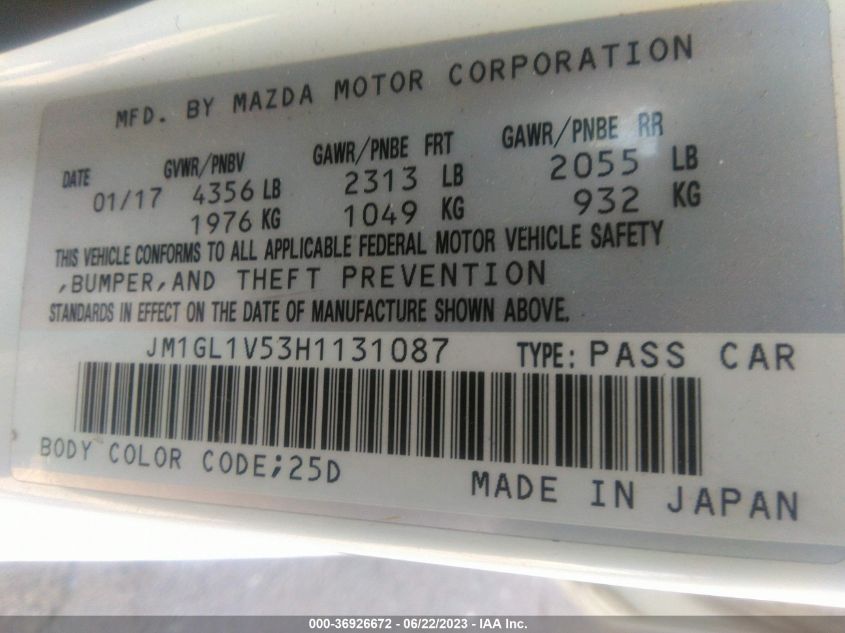 MFD. BY MAZDA MOTOR CORPORATION
DATE GVWR/PNBV GAWR/PNBE FRT GAWR/PNBE RR
01/17 4356 LB 2313 LB 2055 LB
1976 KG 1049 KG 932 KG
THIS VEHICLE CONFORMS TO ALL APPLICABLE FEDERAL MOTOR VEHICLE SAFETY
,BUMPER,AND THEFT PREVENTION
STANDARDS IN EFFECT ON THE DATE OF MANUFACTURE SHOWN ABOVE.
JM1GL1V53H1131087 TYPE: PASS CAR
BODY COLOR CODE;25D
MADE IN JAPAN
000-36926672 - 06/22/2023 - IAA Inc.